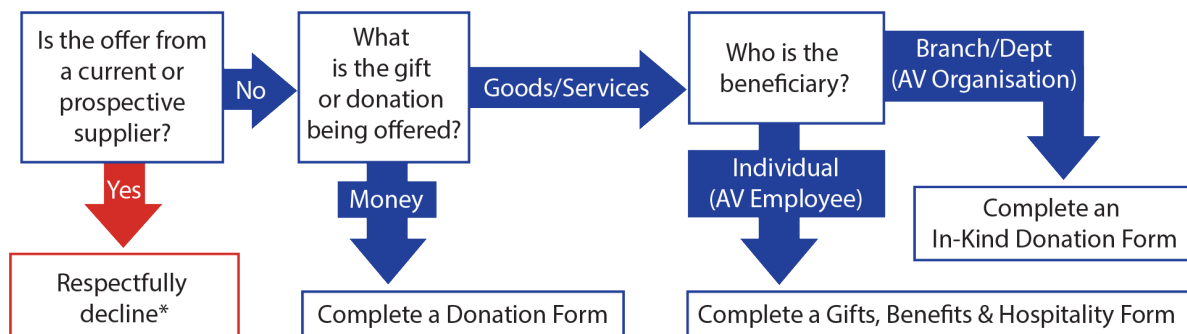 Is the offer from
a current or
prospective
supplier?
No
Yes
Respectfully
decline*
What
is the gift
or donation
being offered?
Money
Complete a Donation Form
Goods/Services
Who is the
beneficiary?
Individual
(AV Employee)
Complete a Gifts, Benefits & Hospitality Form
Branch/Dept
(AV Organisation)
Complete an
In-Kind Donation Form